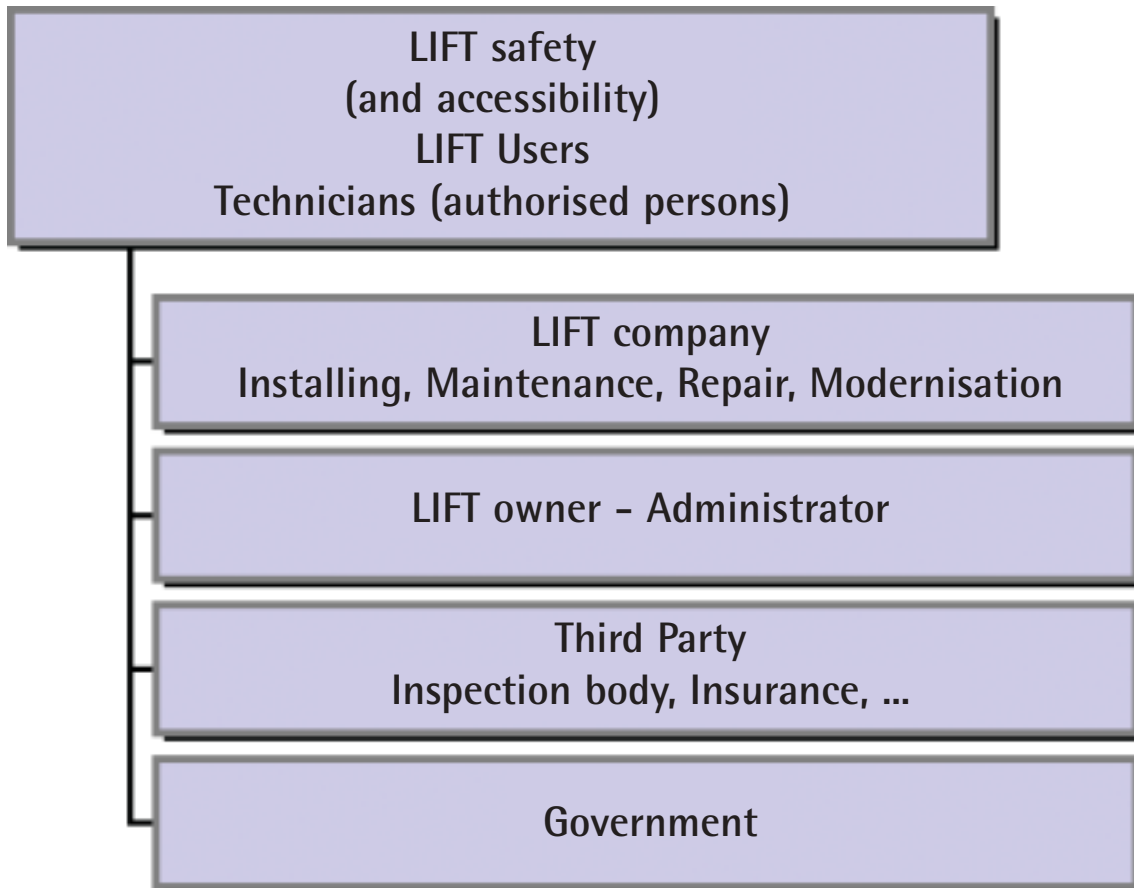 LIFT safety
(and accessibility)
LIFT Users
Technicians (authorised persons)
LIFT company
Installing, Maintenance, Repair, Modernisation
LIFT owner - Administrator
Third Party
Inspection body, Insurance, ...
Government